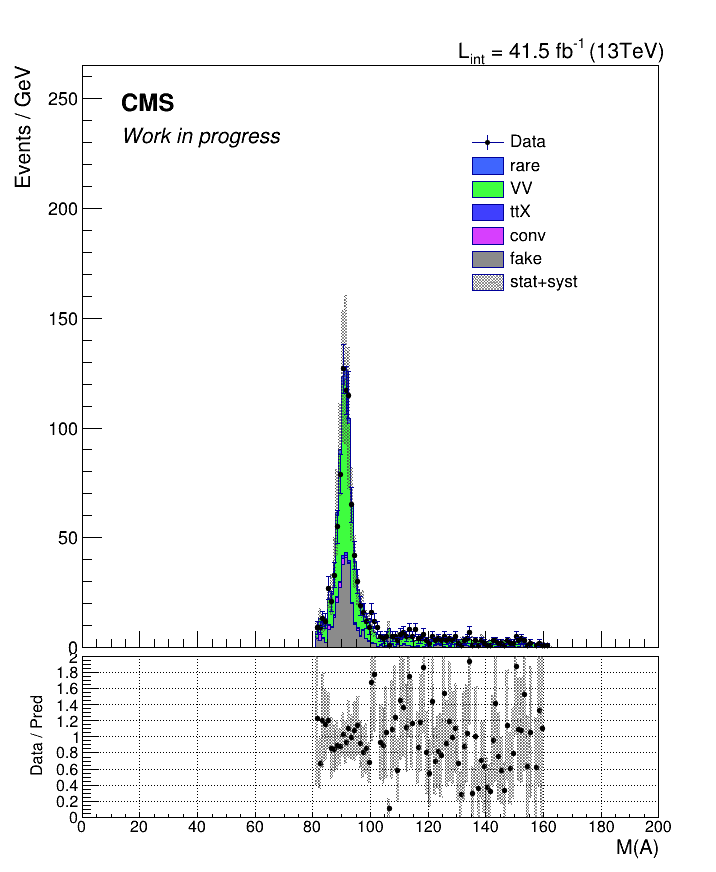 L_int = 41.5 fb^-1 (13TeV)
Events / GeV
CMS
Work in progress
Data
rare
VV
ttX
conv
fake
stat+syst
250
200
150
100
50
0
Data / Pred
2
1.8
1.6
1.4
1.2
1
0.8
0.6
0.4
0.2
0
0 20 40 60 80 100 120 140 160 180 200
M(A)